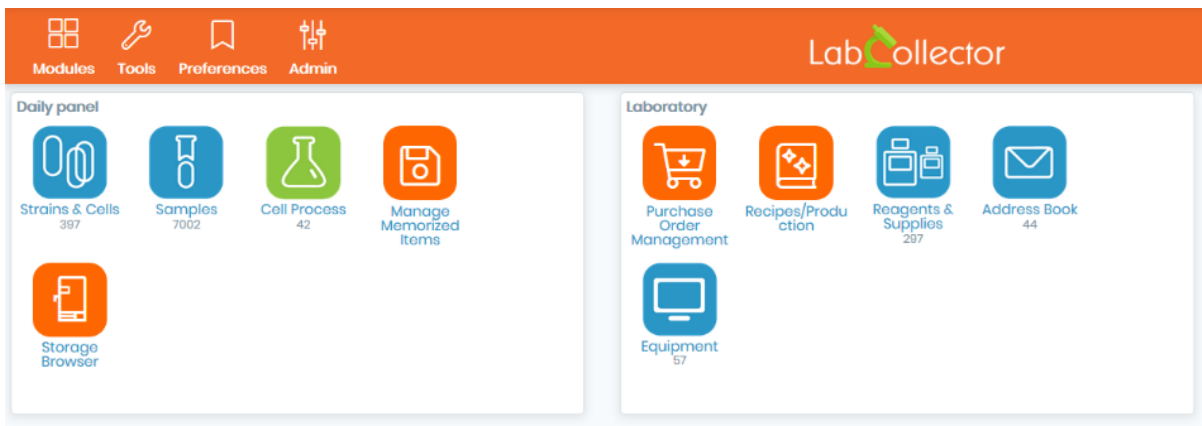 Modules Tools Preferences Admin
LabCollector
Daily panel
Strains & Cells
397
Samples
7002
Cell Process
42
Manage
Memorized
Items
Storage
Browser
Laboratory
Purchase
Order
Management
Recipes/Produ
ction
Reagents &
Supplies
297
Address Book
44
Equipment
57